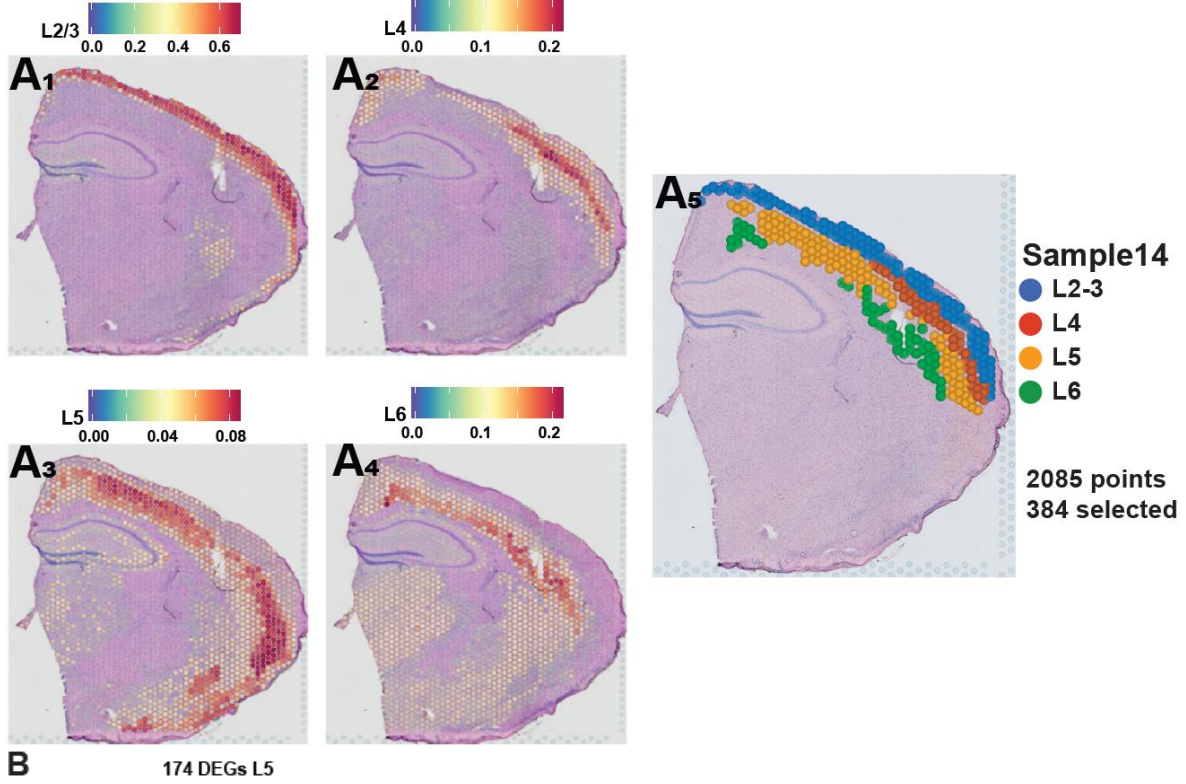 L2/3
0.0 0.2 0.4 0.6
L4
0.0 0.1 0.2
A1
A2
A5
Sample14
L2-3
L4
L5
L6
2085 points
384 selected
L5
0.00 0.04 0.08
L6
0.0 0.1 0.2
A3
A4
B
174 DEGs L5